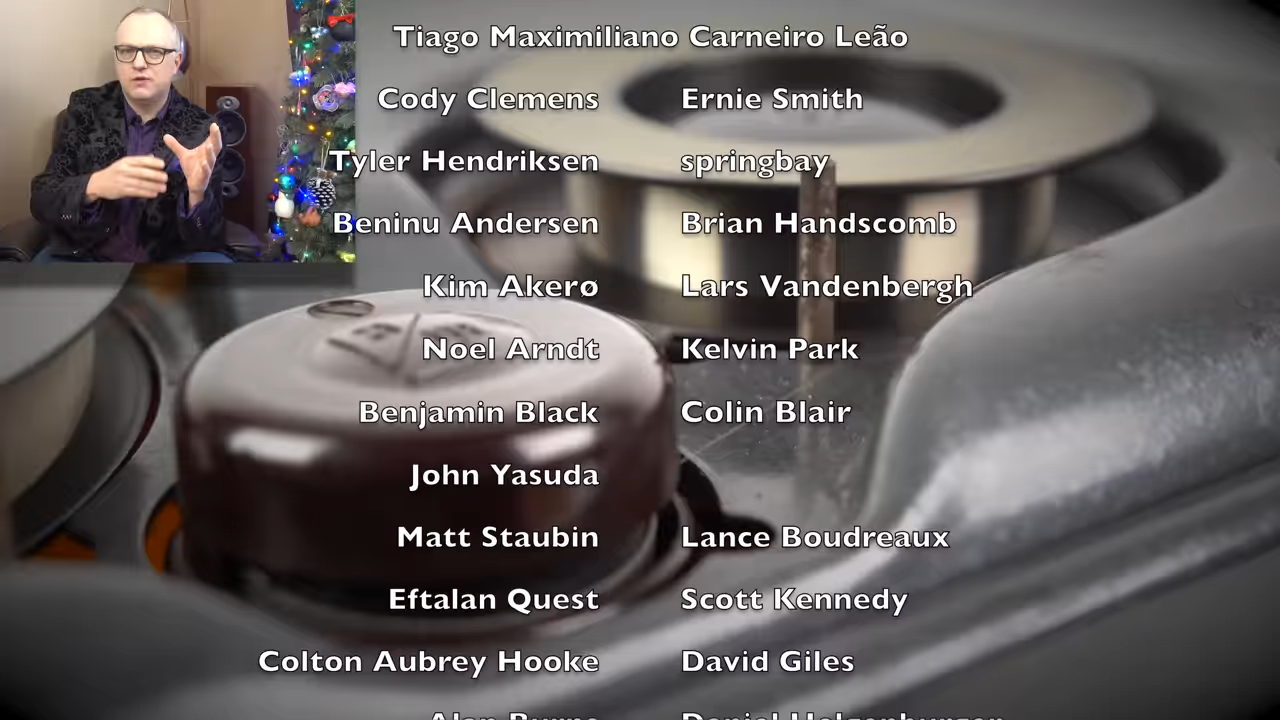 Tiago Maximiliano Carneiro Leão
Cody Clemens Ernie Smith
Tyler Hendriksen springbay
Beninu Andersen Brian Handscomb
Kim Akerø Lars Vandenbergh
Noel Arndt Kelvin Park
Benjamin Black Colin Blair
John Yasuda
Matt Staubin Lance Boudreaux
Eftalan Quest Scott Kennedy
Colton Aubrey Hooke David Giles